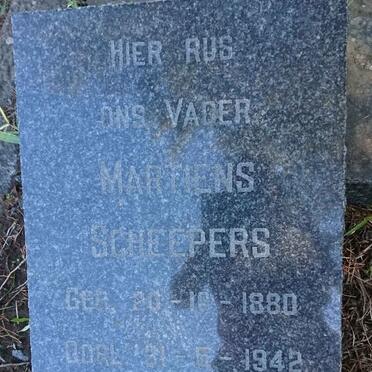 HIER RUS
ONS VADER
MARTIENS
SCHEEPERS
GEB. 20-10-1880
OORL. 31-5-1942